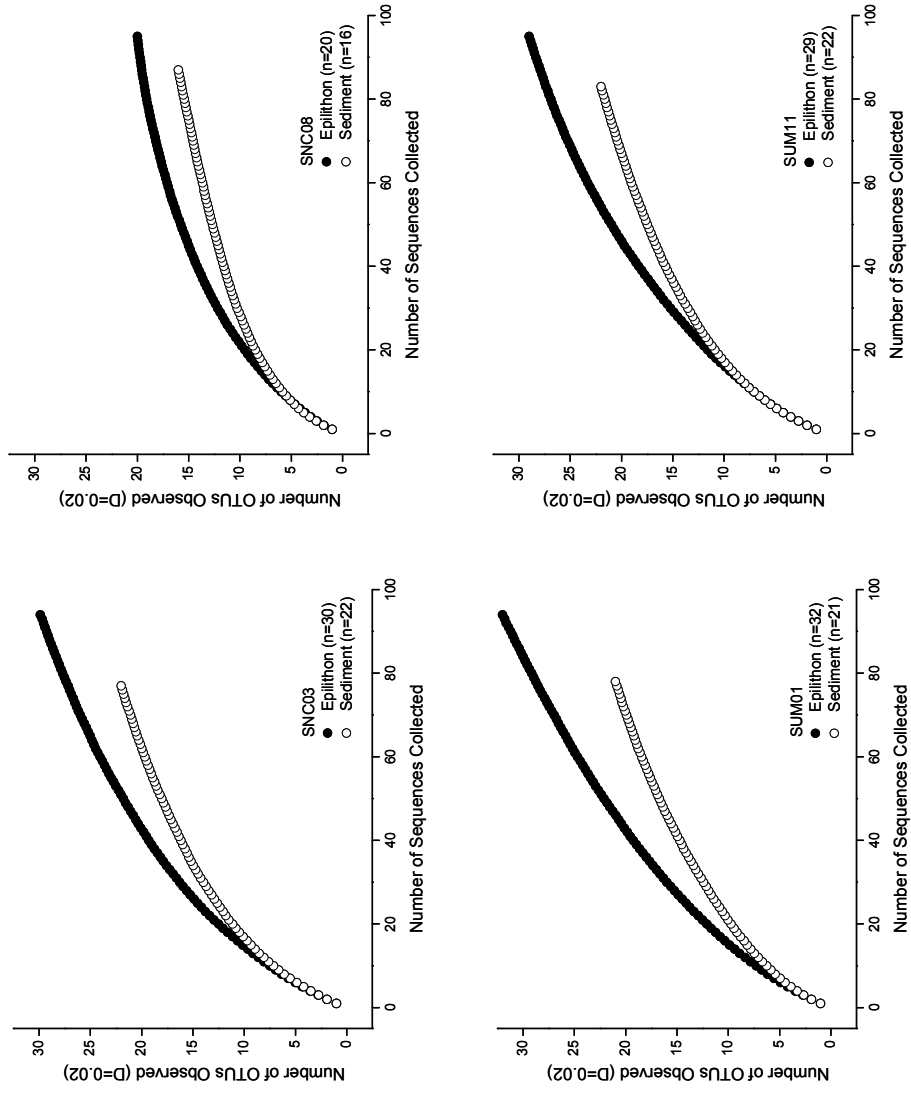 Number of OTUs Observed (D=0.02)
30
25
20
15
10
5
0
SNC03
Epilithon (n=30)
Sediment (n=22)
0 20 40 60 80 100
Number of Sequences Collected
Number of OTUs Observed (D=0.02)
30
25
20
15
10
5
0
SNC08
Epilithon (n=20)
Sediment (n=16)
0 20 40 60 80 100
Number of Sequences Collected
Number of OTUs Observed (D=0.02)
30
25
20
15
10
5
0
SUM01
Epilithon (n=32)
Sediment (n=21)
0 20 40 60 80 100
Number of Sequences Collected
Number of OTUs Observed (D=0.02)
30
25
20
15
10
5
0
SUM11
Epilithon (n=29)
Sediment (n=22)
0 20 40 60 80 100
Number of Sequences Collected